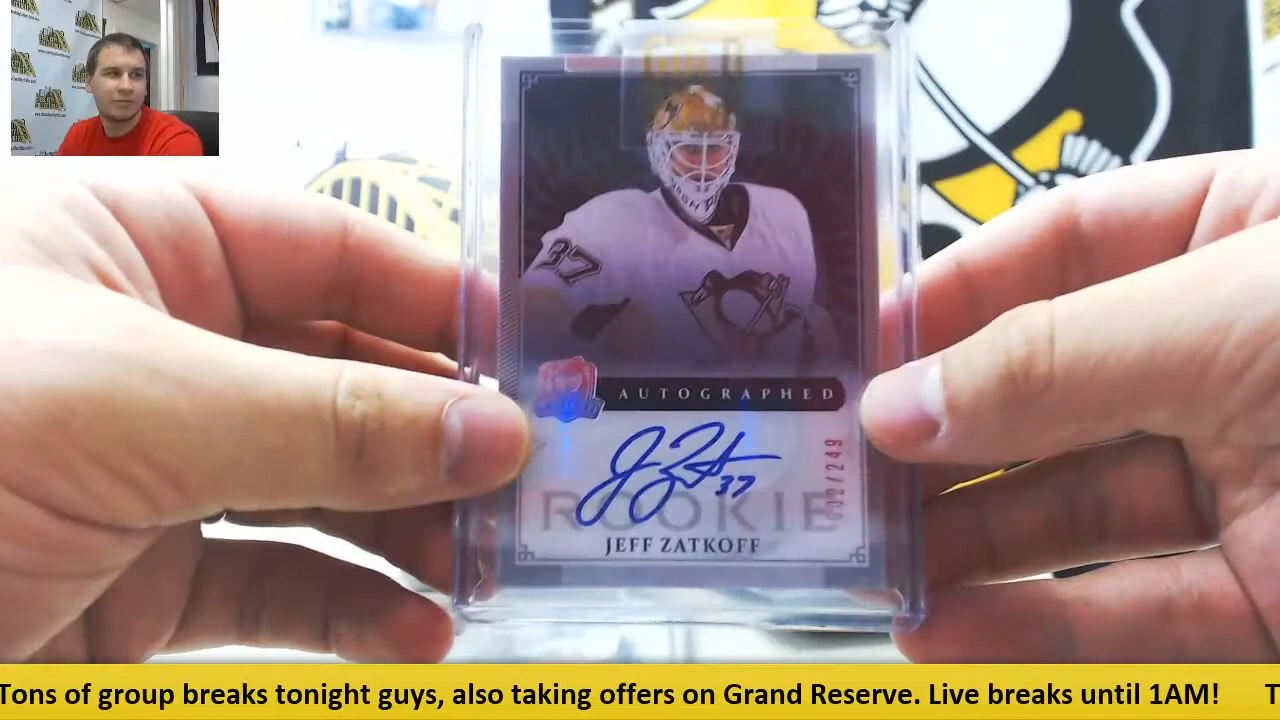 37
AUTOGRAPHED
37
ROOKIE
JEFF ZATKOFF
Tons of group breaks tonight guys, also taking offers on Grand Reserve. Live breaks until 1AM! T